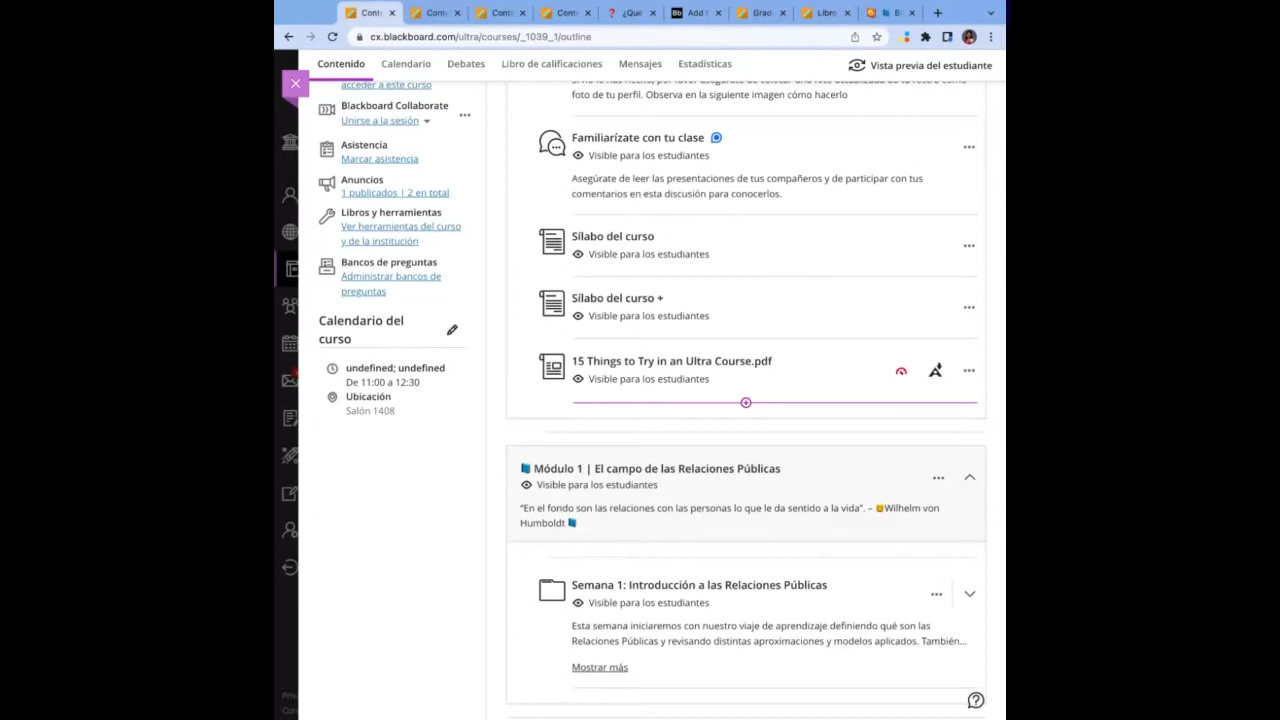 Conte
Conte
Conte
Conte
¿Qué
Add
Grad
Libro
cx.blackboard.com/ultra/courses/_1039_1/outline
Contenido
Calendario
Debates
Libro de calificaciones
Mensajes
Estadísticas
Vista previa del estudiante
acceder a este curso
Blackboard Collaborate
Unirse a la sesión
Asistencia
Marcar asistencia
Anuncios
1 publicados | 2 en total
Libros y herramientas
Ver herramientas del curso
y de la institución
Bancos de preguntas
Administrar bancos de
preguntas
Calendario del
curso
undefined; undefined
De 11:00 a 12:30
Ubicación
Salón 1408
foto de tu perfil. Observa en la siguiente imagen cómo hacerlo
Familiarízate con tu clase
Visible para los estudiantes
Asegúrate de leer las presentaciones de tus compañeros y de participar con tus
comentarios en esta discusión para conocerlos.
Sílabo del curso
Visible para los estudiantes
Sílabo del curso +
Visible para los estudiantes
15 Things to Try in an Ultra Course.pdf
Visible para los estudiantes
Módulo 1 | El campo de las Relaciones Públicas
Visible para los estudiantes
“En el fondo son las relaciones con las personas lo que le da sentido a la vida”. – Wilhelm von
Humboldt
Semana 1: Introducción a las Relaciones Públicas
Visible para los estudiantes
Esta semana iniciaremos con nuestro viaje de aprendizaje definiendo qué son las
Relaciones Públicas y revisando distintas aproximaciones y modelos aplicados. También...
Mostrar más